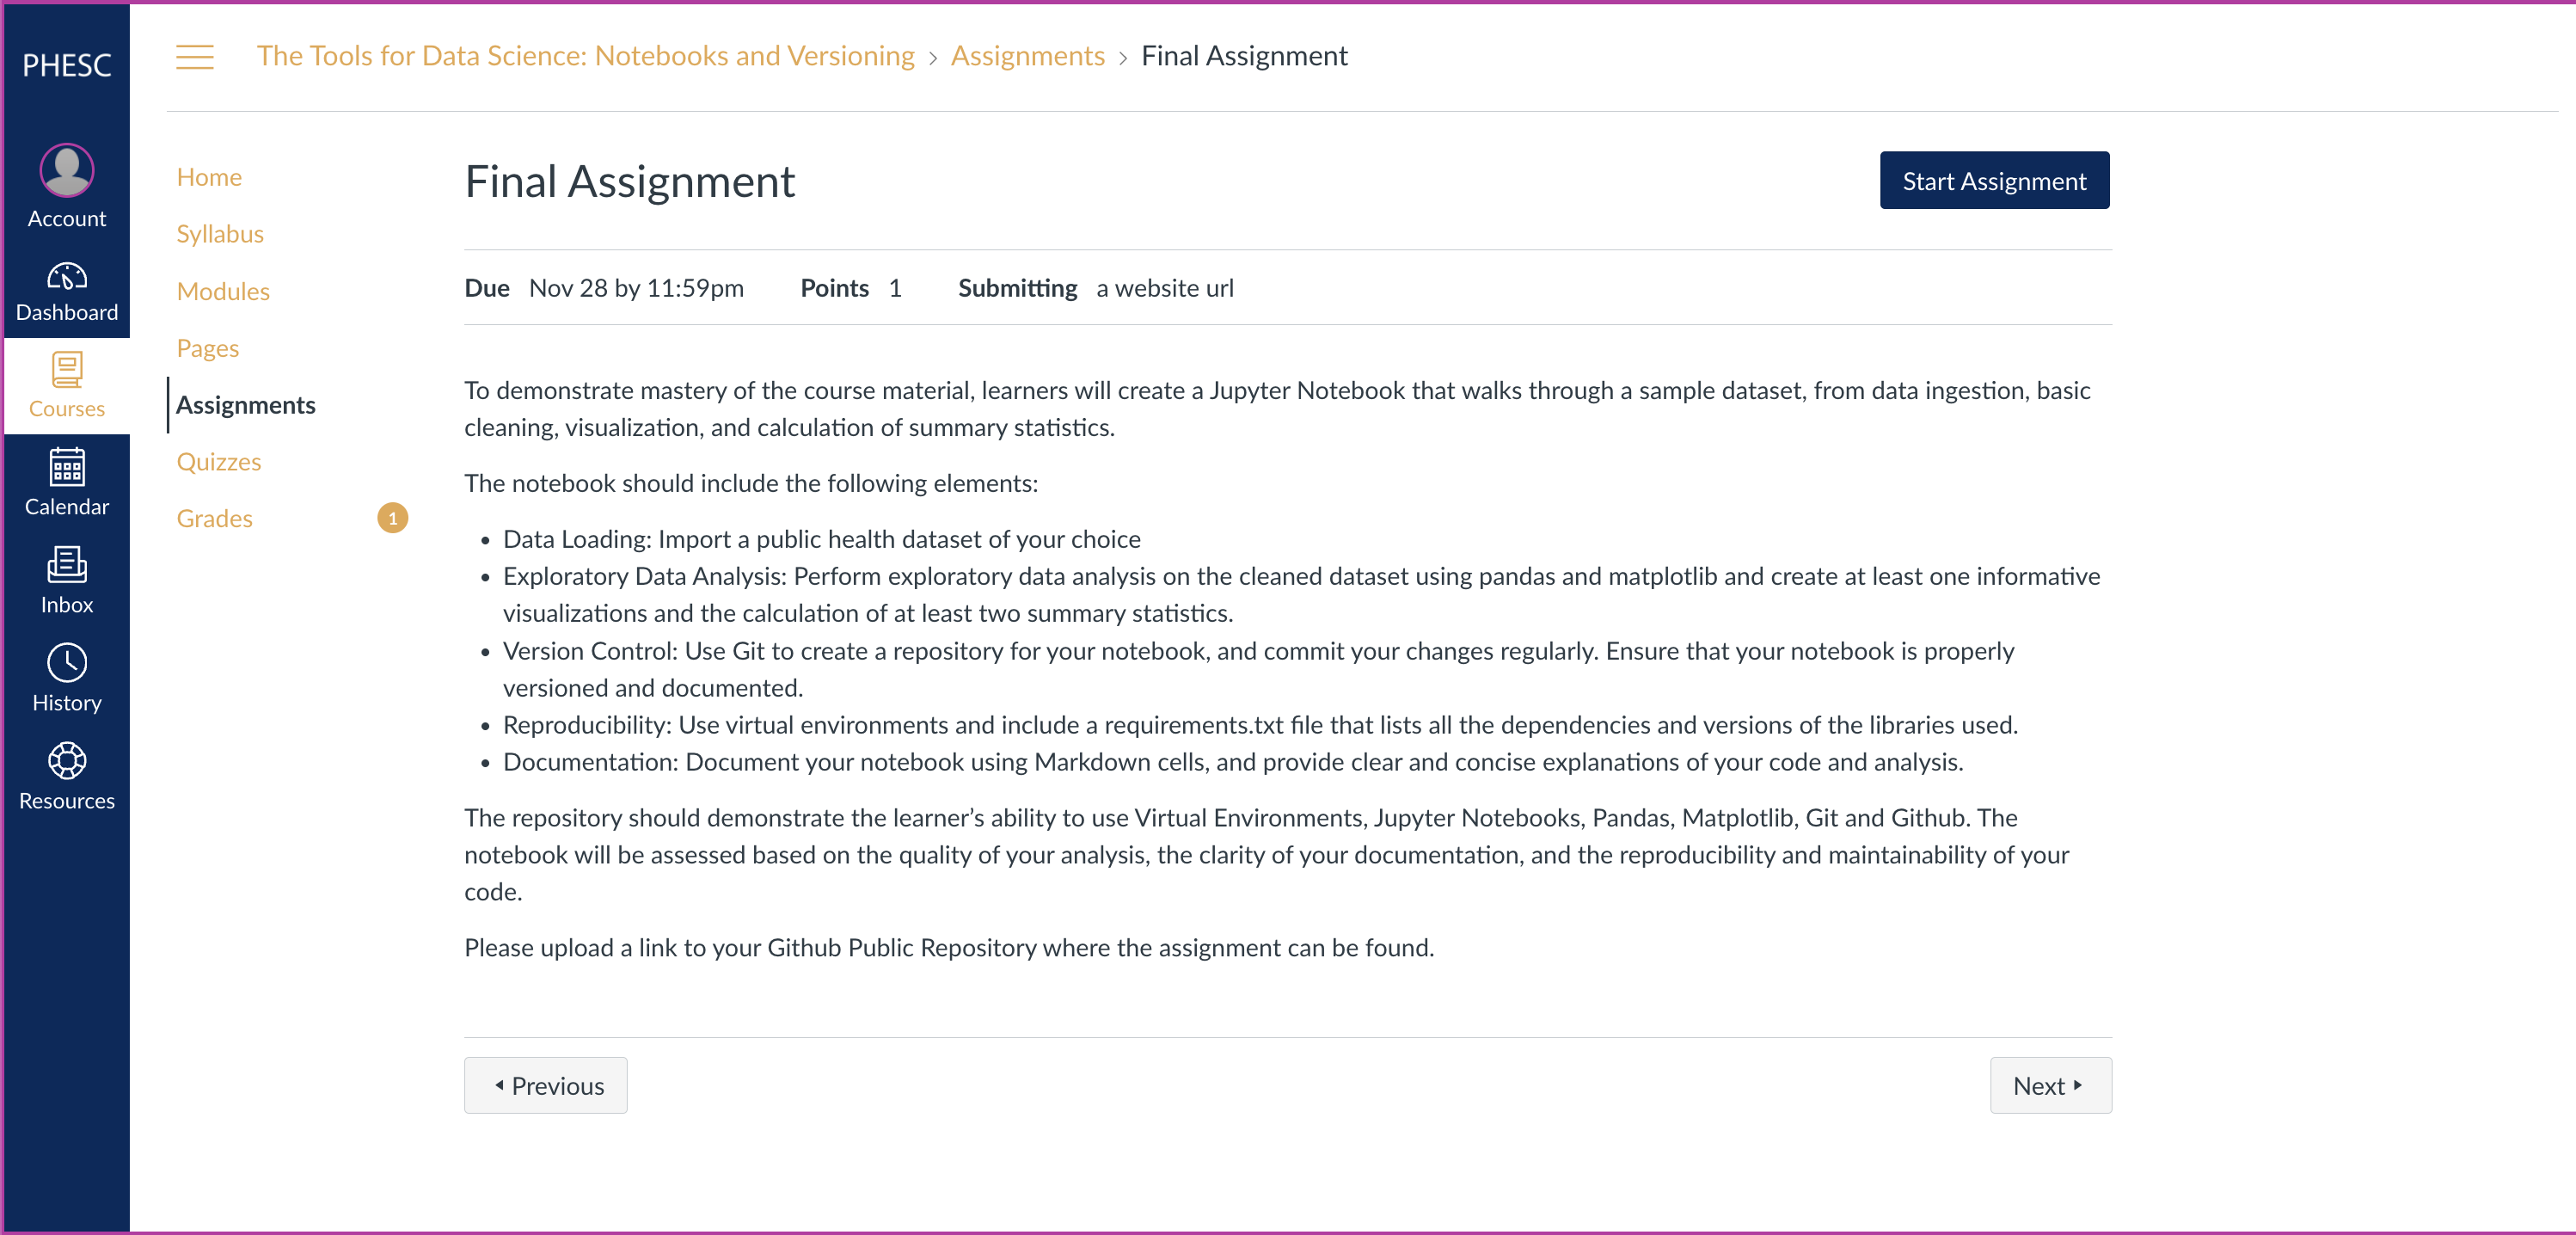 PHESC
Account
Dashboard
Courses
Calendar
Inbox
History
Resources
The Tools for Data Science: Notebooks and Versioning › Assignments › Final Assignment
Home
Syllabus
Modules
Pages
Assignments
Quizzes
Grades 1
Final Assignment
Start Assignment
Due Nov 28 by 11:59pm Points 1 Submitting a website url
To demonstrate mastery of the course material, learners will create a Jupyter Notebook that walks through a sample dataset, from data ingestion, basic
cleaning, visualization, and calculation of summary statistics.
The notebook should include the following elements:
• Data Loading: Import a public health dataset of your choice
• Exploratory Data Analysis: Perform exploratory data analysis on the cleaned dataset using pandas and matplotlib and create at least one informative
visualizations and the calculation of at least two summary statistics.
• Version Control: Use Git to create a repository for your notebook, and commit your changes regularly. Ensure that your notebook is properly
versioned and documented.
• Reproducibility: Use virtual environments and include a requirements.txt file that lists all the dependencies and versions of the libraries used.
• Documentation: Document your notebook using Markdown cells, and provide clear and concise explanations of your code and analysis.
The repository should demonstrate the learner’s ability to use Virtual Environments, Jupyter Notebooks, Pandas, Matplotlib, Git and Github. The
notebook will be assessed based on the quality of your analysis, the clarity of your documentation, and the reproducibility and maintainability of your
code.
Please upload a link to your Github Public Repository where the assignment can be found.
Previous
Next